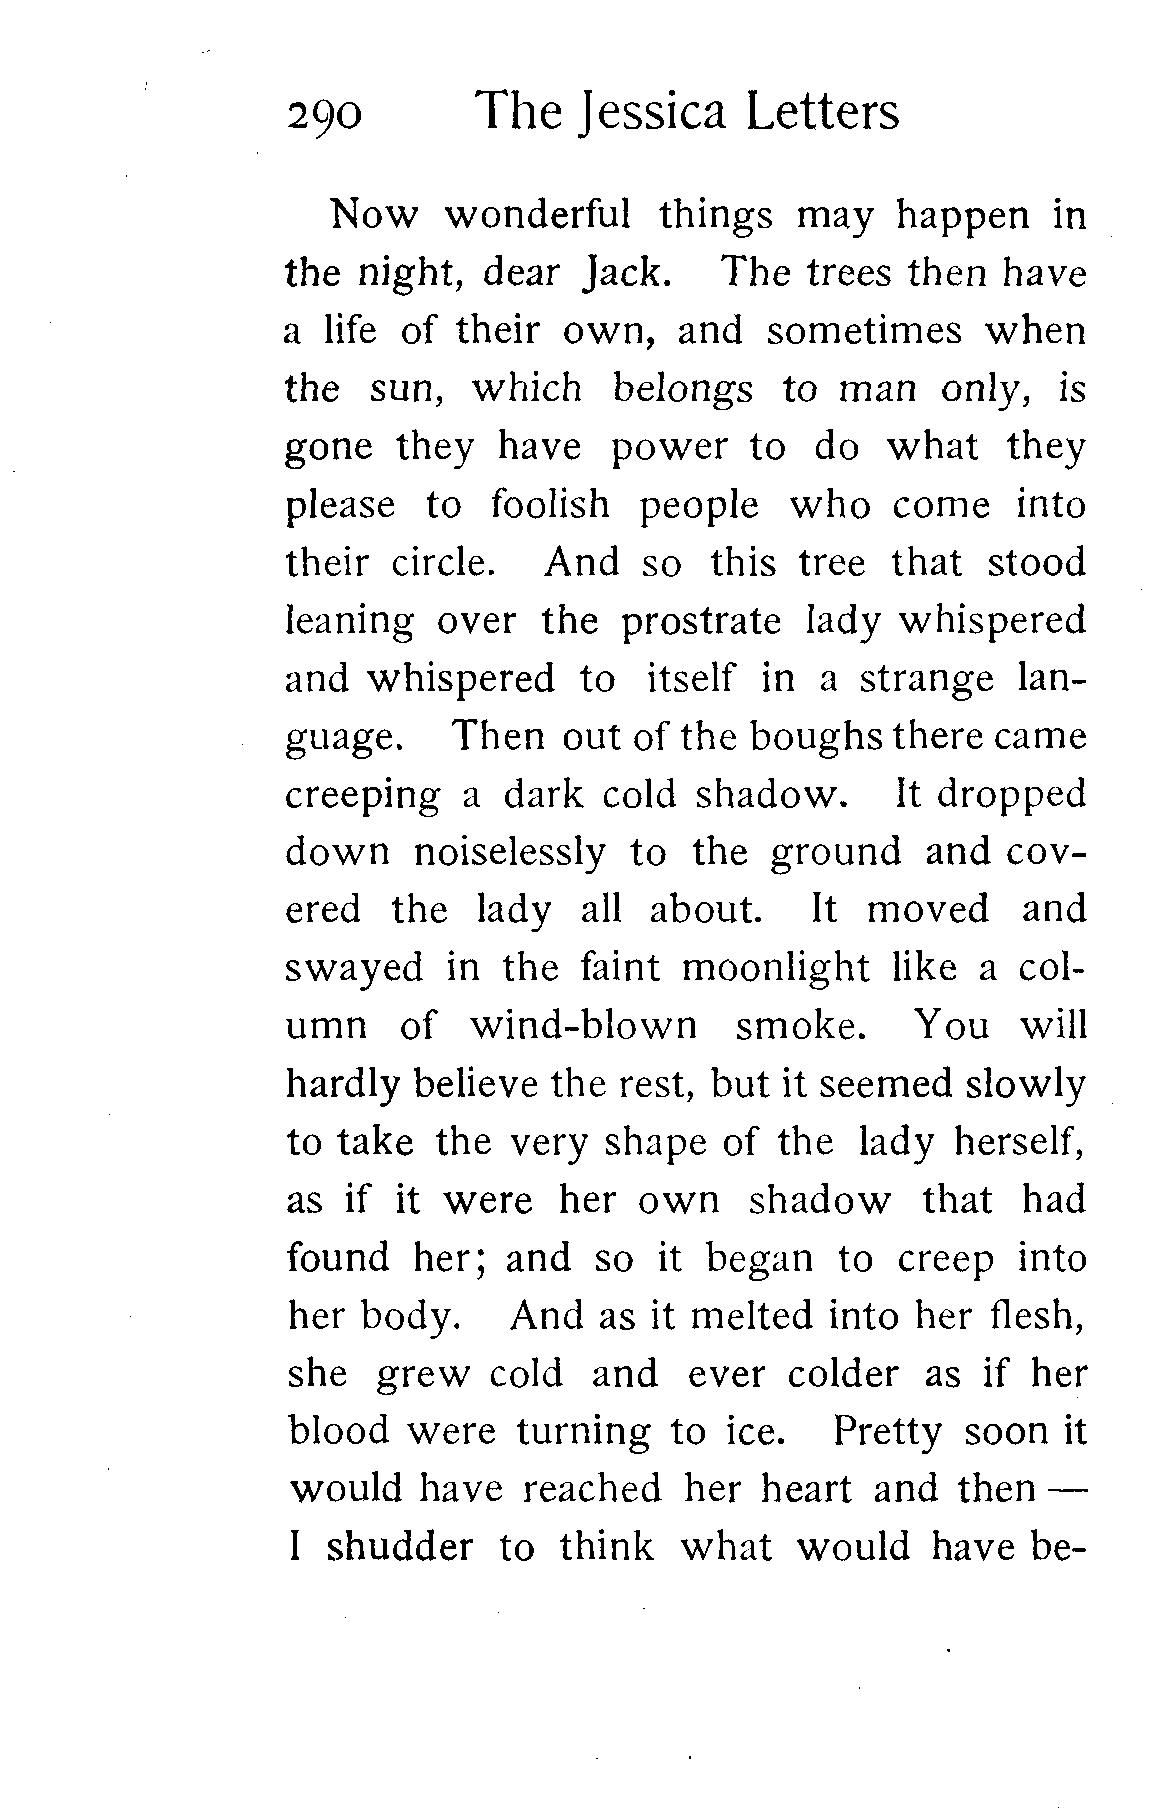 290 The Jessica Letters
Now wonderful things may happen in
the night, dear Jack. The trees then have
a life of their own, and sometimes when
the sun, which belongs to man only, is
gone they have power to do what they
please to foolish people who come into
their circle. And so this tree that stood
leaning over the prostrate lady whispered
and whispered to itself in a strange lan-
guage. Then out of the boughs there came
creeping a dark cold shadow. It dropped
down noiselessly to the ground and cov-
ered the lady all about. It moved and
swayed in the faint moonlight like a col-
umn of wind-blown smoke. You will
hardly believe the rest, but it seemed slowly
to take the very shape of the lady herself,
as if it were her own shadow that had
found her; and so it began to creep into
her body. And as it melted into her flesh,
she grew cold and ever colder as if her
blood were turning to ice. Pretty soon it
would have reached her heart and then —
I shudder to think what would have be-